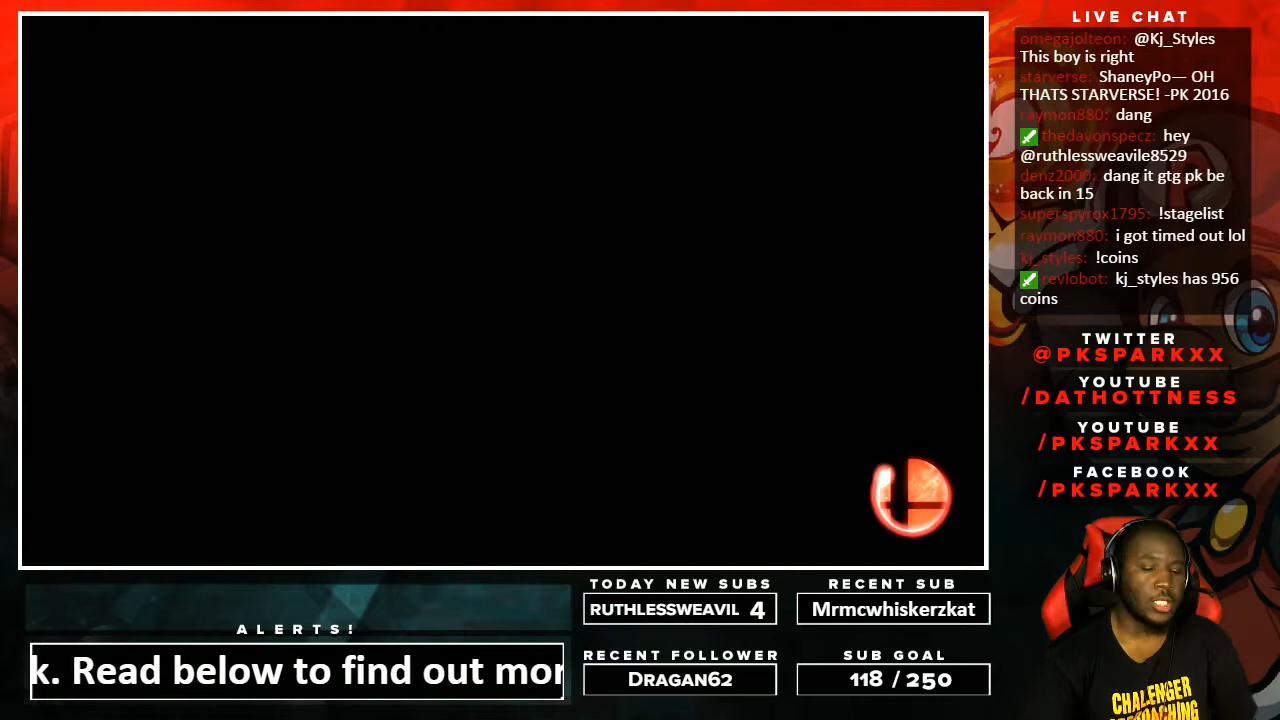 LIVE CHAT
omegajolteon: @Kj_Styles
This boy is right
starverse: ShaneyPo— OH
THATS STARVERSE! -PK 2016
raymon880: dang
thedavonspecz: hey
@ruthlessweavile8529
denz2000: dang it gtg pk be
back in 15
superspyrox1795: !stagelist
raymon880: i got timed out lol
kj_styles: !coins
revlobot: kj_styles has 956
coins
TWITTER
@PKSPARKXX
YOUTUBE
/DATHOTTNESS
YOUTUBE
/PKSPARKXX
FACEBOOK
/PKSPARKXX
ALERTS!
k. Read below to find out mor
TODAY NEW SUBS
RUTHLESSWEAVIL 4
RECENT SUB
Mrmcwhiskerzkat
RECENT FOLLOWER
DRAGAN62
SUB GOAL
118 / 250
CHALENGER